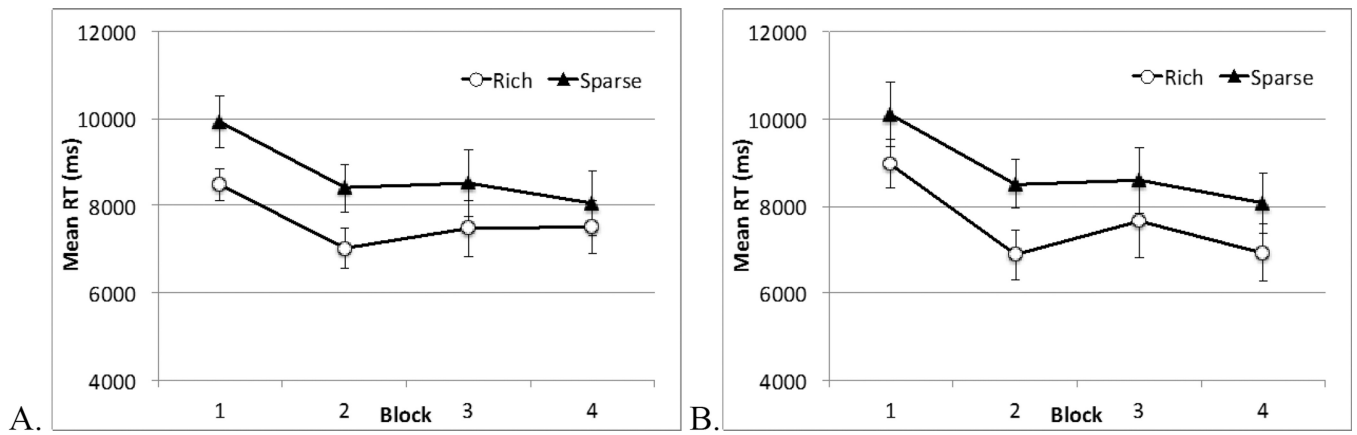 A.
Mean RT (ms)
12000
10000
8000
6000
4000
Rich Sparse
1 2 3 4
Block
B.
Mean RT (ms)
12000
10000
8000
6000
4000
Rich Sparse
1 2 3 4
Block